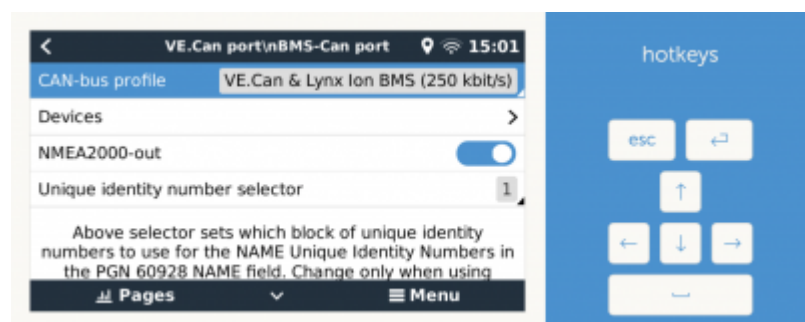 VE.Can port\nBMS-Can port 15:01
CAN-bus profile VE.Can & Lynx Ion BMS (250 kbit/s)
Devices
NMEA2000-out
Unique identity number selector 1
Above selector sets which block of unique identity
numbers to use for the NAME Unique Identity Numbers in
the PGN 60928 NAME field. Change only when using
Pages Menu
hotkeys
esc